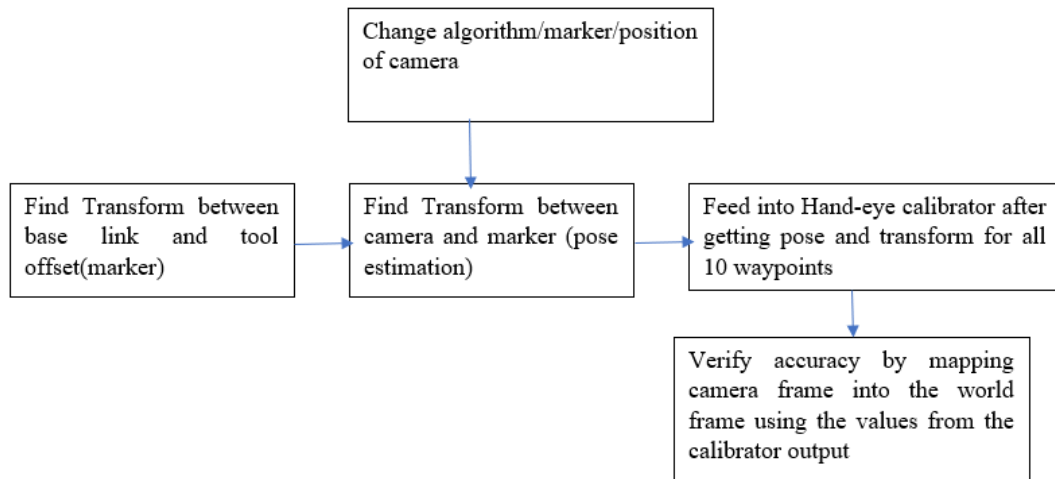 Change algorithm/marker/position
of camera
Find Transform between
base link and tool
offset(marker)
Find Transform between
camera and marker (pose
estimation)
Feed into Hand-eye calibrator after
getting pose and transform for all
10 waypoints
Verify accuracy by mapping
camera frame into the world
frame using the values from the
calibrator output